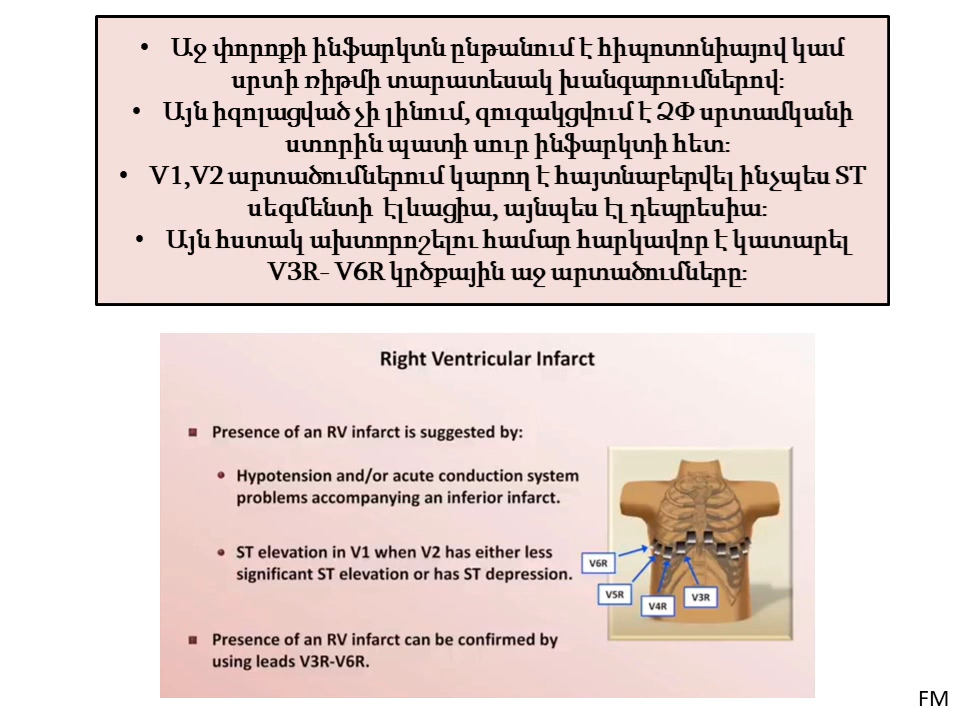 • Աջ փորոքի ինֆարկտն ընթանում է հիպոտոնիայով կամ
սրտի ռիթմի տարատեսակ խանգարումներով:
• Այն իզոլացված չի լինում, զուգակցվում է ՁՓ սրտամկանի
ստորին պատի սուր ինֆարկտի հետ:
• V1,V2 արտածումներում կարող է հայտնաբերվել ինչպես ST
սեգմենտի էլևացիա, այնպես էլ դեպրեսիա:
• Այն հստակ ախտորոշելու համար հարկավոր է կատարել
V3R- V6R կրծքային աջ արտածումները:
Right Ventricular Infarct
Presence of an RV infarct is suggested by:
Hypotension and/or acute conduction system
problems accompanying an inferior infarct.
ST elevation in V1 when V2 has either less
significant ST elevation or has ST depression.
Presence of an RV infarct can be confirmed by
using leads V3R-V6R.
V6R
V5R
V4R
V3R
FM